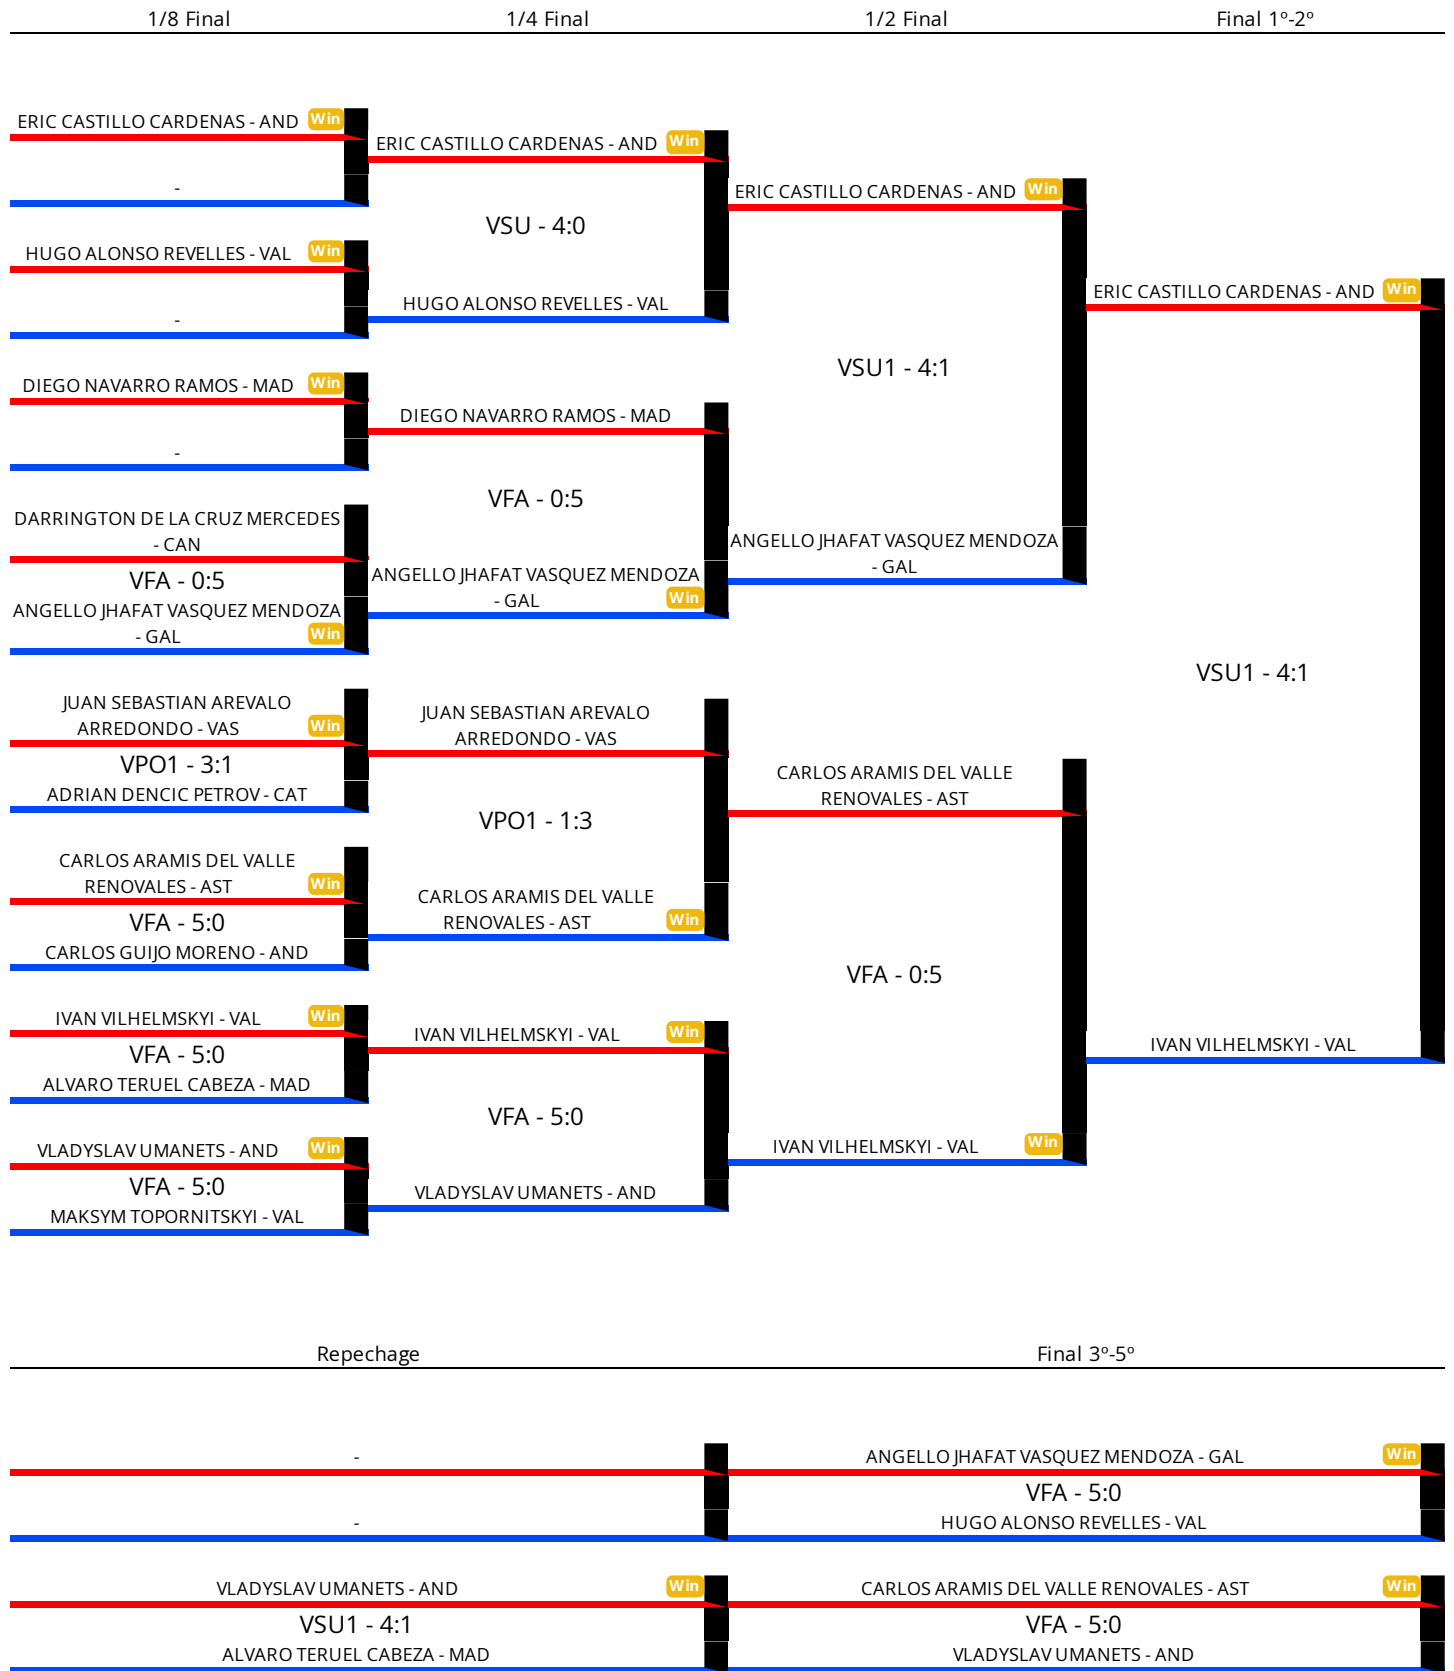 1/8 Final
1/4 Final
1/2 Final
Final 1º-2º
ERIC CASTILLO CARDENAS - AND Win
-
HUGO ALONSO REVELLES - VAL Win
-
DIEGO NAVARRO RAMOS - MAD Win
-
DARRINGTON DE LA CRUZ MERCEDES
- CAN
VFA - 0:5
ANGELLO JHAFAT VASQUEZ MENDOZA
- GAL Win
JUAN SEBASTIAN AREVALO
ARREDONDO - VAS Win
VPO1 - 3:1
ADRIAN DENCIC PETROV - CAT
CARLOS ARAMIS DEL VALLE
RENOVALES - AST Win
VFA - 5:0
CARLOS GUIJO MORENO - AND
IVAN VILHELMSKYI - VAL Win
VFA - 5:0
ALVARO TERUEL CABEZA - MAD
VLADYSLAV UMANETS - AND Win
VFA - 5:0
MAKSYM TOPORNITSKYI - VAL
ERIC CASTILLO CARDENAS - AND Win
VSU - 4:0
HUGO ALONSO REVELLES - VAL
DIEGO NAVARRO RAMOS - MAD
VFA - 0:5
ANGELLO JHAFAT VASQUEZ MENDOZA
- GAL Win
JUAN SEBASTIAN AREVALO
ARREDONDO - VAS
VPO1 - 1:3
CARLOS ARAMIS DEL VALLE
RENOVALES - AST Win
IVAN VILHELMSKYI - VAL Win
VFA - 5:0
VLADYSLAV UMANETS - AND
ERIC CASTILLO CARDENAS - AND Win
VSU1 - 4:1
ANGELLO JHAFAT VASQUEZ MENDOZA
- GAL
CARLOS ARAMIS DEL VALLE
RENOVALES - AST
VFA - 0:5
IVAN VILHELMSKYI - VAL Win
ERIC CASTILLO CARDENAS - AND Win
VSU1 - 4:1
IVAN VILHELMSKYI - VAL
Repechage
Final 3º-5º
-
-
VLADYSLAV UMANETS - AND Win
VSU1 - 4:1
ALVARO TERUEL CABEZA - MAD
ANGELLO JHAFAT VASQUEZ MENDOZA - GAL Win
VFA - 5:0
HUGO ALONSO REVELLES - VAL
CARLOS ARAMIS DEL VALLE RENOVALES - AST Win
VFA - 5:0
VLADYSLAV UMANETS - AND